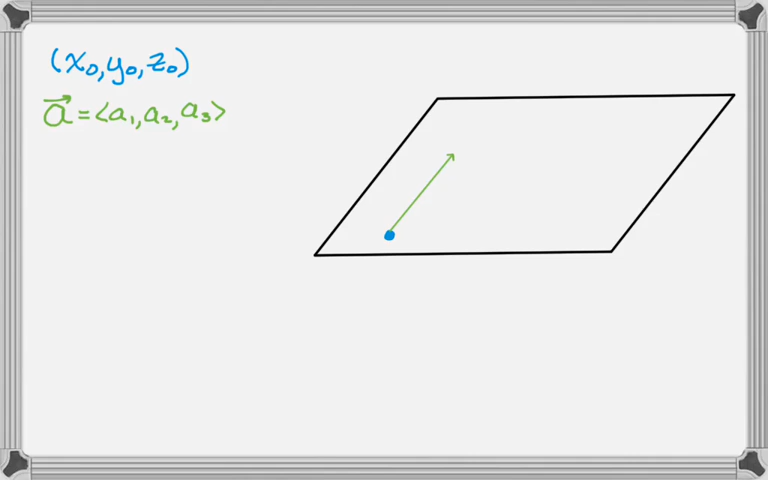 (x₀, y₀, z₀)
a⃗ = <a₁, a₂, a₃>